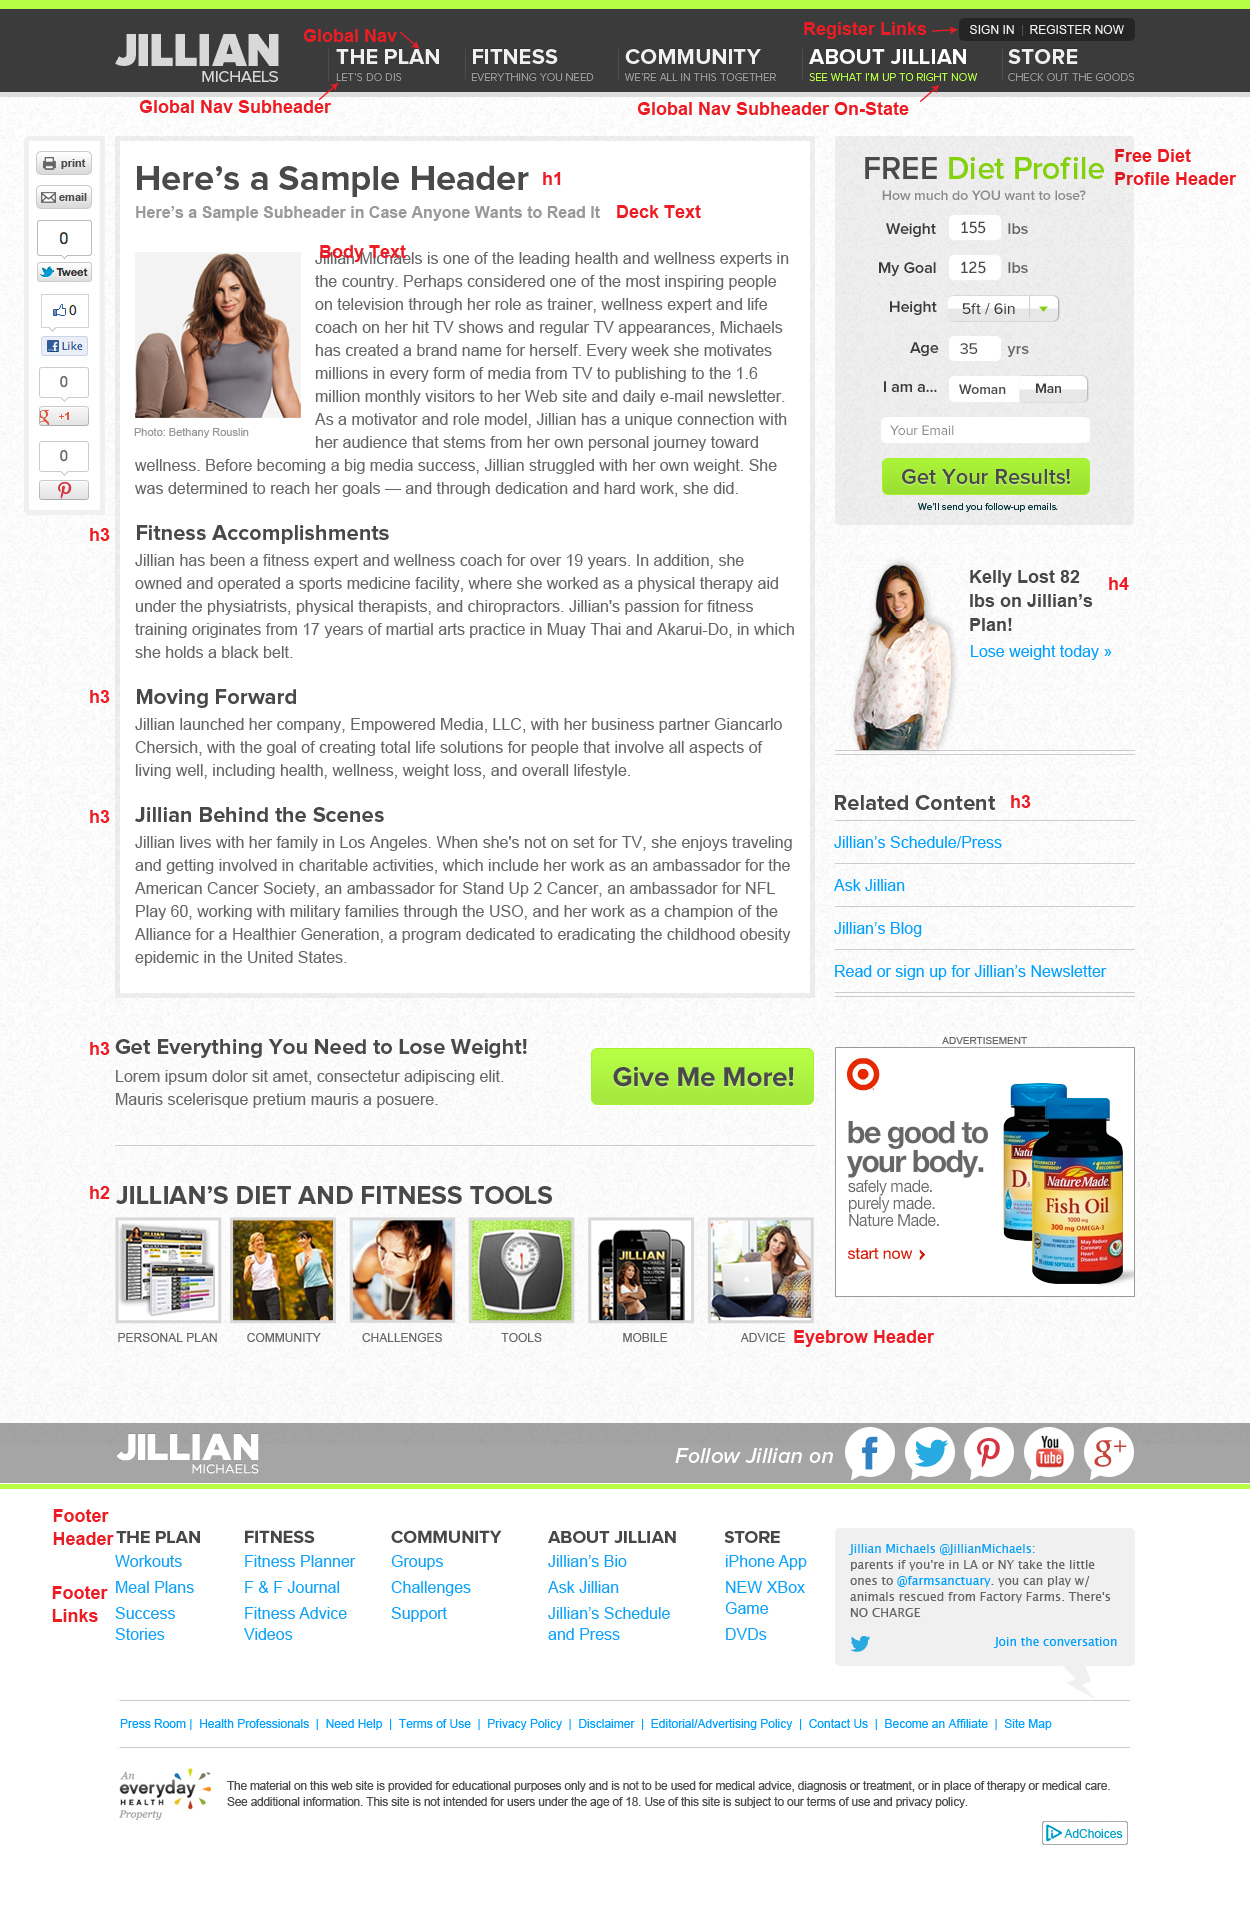 Register Links
SIGN IN | REGISTER NOW
Global Nav
JILLIAN
MICHAELS
THE PLAN
LET'S DO DIS
FITNESS
EVERYTHING YOU NEED
COMMUNITY
WE'RE ALL IN THIS TOGETHER
ABOUT JILLIAN
SEE WHAT I'M UP TO RIGHT NOW
STORE
CHECK OUT THE GOODS
Global Nav Subheader
Global Nav Subheader On-State
print
email
0
Tweet
0
Like
0
+1
0
Here's a Sample Header h1
Here's a Sample Subheader in Case Anyone Wants to Read It Deck Text
Body Text
Jillian Michaels is one of the leading health and wellness experts in
the country. Perhaps considered one of the most inspiring people
on television through her role as trainer, wellness expert and life
coach on her hit TV shows and regular TV appearances, Michaels
has created a brand name for herself. Every week she motivates
millions in every form of media from TV to publishing to the 1.6
million monthly visitors to her Web site and daily e-mail newsletter.
As a motivator and role model, Jillian has a unique connection with
her audience that stems from her own personal journey toward
Photo: Bethany Rouslin
wellness. Before becoming a big media success, Jillian struggled with her own weight. She
was determined to reach her goals — and through dedication and hard work, she did.
h3 Fitness Accomplishments
Jillian has been a fitness expert and wellness coach for over 19 years. In addition, she
owned and operated a sports medicine facility, where she worked as a physical therapy aid
under the physiatrists, physical therapists, and chiropractors. Jillian's passion for fitness
training originates from 17 years of martial arts practice in Muay Thai and Akarui-Do, in which
she holds a black belt.
h3 Moving Forward
Jillian launched her company, Empowered Media, LLC, with her business partner Giancarlo
Chersich, with the goal of creating total life solutions for people that involve all aspects of
living well, including health, wellness, weight loss, and overall lifestyle.
h3 Jillian Behind the Scenes
Jillian lives with her family in Los Angeles. When she's not on set for TV, she enjoys traveling
and getting involved in charitable activities, which include her work as an ambassador for the
American Cancer Society, an ambassador for Stand Up 2 Cancer, an ambassador for NFL
Play 60, working with military families through the USO, and her work as a champion of the
Alliance for a Healthier Generation, a program dedicated to eradicating the childhood obesity
epidemic in the United States.
FREE Diet Profile
Free Diet
Profile Header
How much do YOU want to lose?
Weight 155 lbs
My Goal 125 lbs
Height 5ft / 6in
Age 35 yrs
I am a... Woman Man
Your Email
Get Your Results!
We'll send you follow-up emails.
Kelly Lost 82
lbs on Jillian's
Plan!
h4
Lose weight today »
Related Content h3
Jillian's Schedule/Press
Ask Jillian
Jillian's Blog
Read or sign up for Jillian's Newsletter
h3 Get Everything You Need to Lose Weight!
Lorem ipsum dolor sit amet, consectetur adipiscing elit.
Mauris scelerisque pretium mauris a posuere.
Give Me More!
ADVERTISEMENT
be good to
your body.
safely made.
purely made.
Nature Made.
start now
Nature Made
Fish Oil
1000 mg
300 mg OMEGA-3
h2 JILLIAN'S DIET AND FITNESS TOOLS
JILLIAN
MICHAELS
PERSONAL PLAN
COMMUNITY
CHALLENGES
TOOLS
MOBILE
ADVICE
Eyebrow Header
JILLIAN
MICHAELS
Follow Jillian on
You
Tube
g+
Footer
Header
Footer
Links
THE PLAN
Workouts
Meal Plans
Success
Stories
FITNESS
Fitness Planner
F & F Journal
Fitness Advice
Videos
COMMUNITY
Groups
Challenges
Support
ABOUT JILLIAN
Jillian's Bio
Ask Jillian
Jillian's Schedule
and Press
STORE
iPhone App
NEW XBox
Game
DVDs
Jillian Michaels @JillianMichaels:
parents if you're in LA or NY take the little
ones to @farmsanctuary. you can play w/
animals rescued from Factory Farms. There's
NO CHARGE
Join the conversation
Press Room | Health Professionals | Need Help | Terms of Use | Privacy Policy | Disclaimer | Editorial/Advertising Policy | Contact Us | Become an Affiliate | Site Map
An
everyday
HEALTH
Property
The material on this web site is provided for educational purposes only and is not to be used for medical advice, diagnosis or treatment, or in place of therapy or medical care.
See additional information. This site is not intended for users under the age of 18. Use of this site is subject to our terms of use and privacy policy.
AdChoices